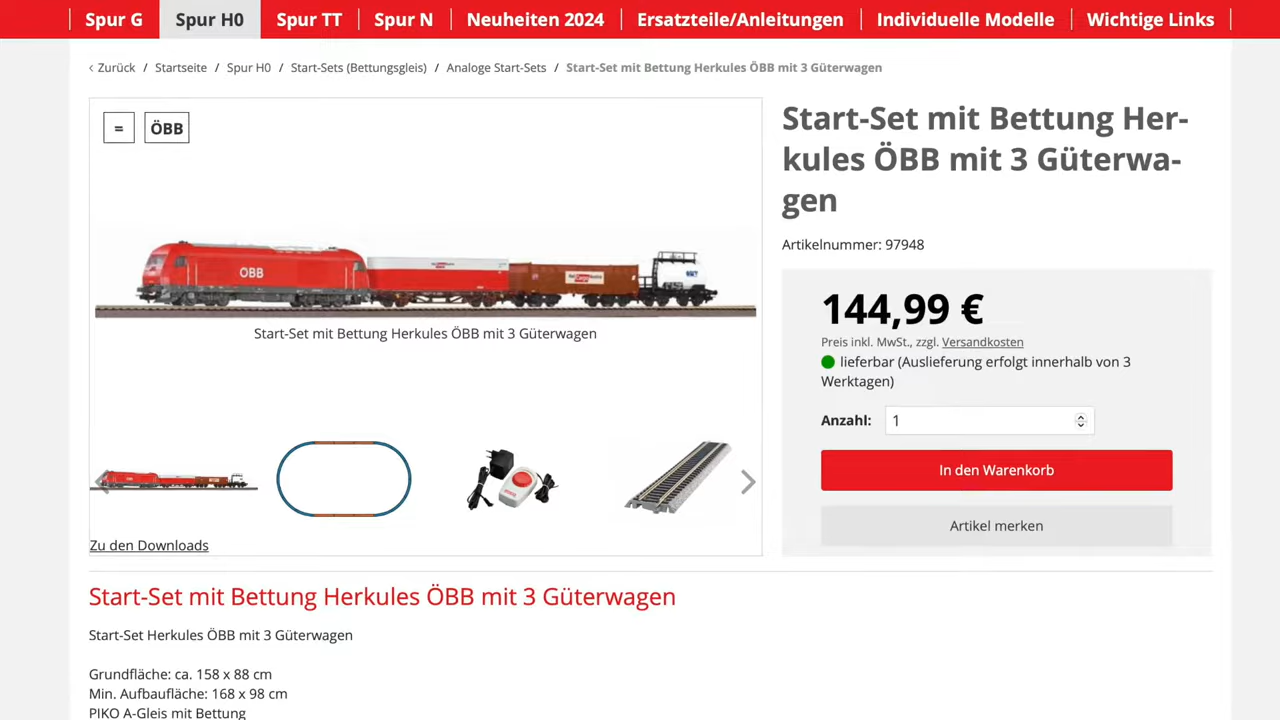 Spur G
Spur H0
Spur TT
Spur N
Neuheiten 2024
Ersatzteile/Anleitungen
Individuelle Modelle
Wichtige Links
‹ Zurück / Startseite / Spur H0 / Start-Sets (Bettungsgleis) / Analoge Start-Sets / Start-Set mit Bettung Herkules ÖBB mit 3 Güterwagen
= ÖBB
ÖBB
Start-Set mit Bettung Herkules ÖBB mit 3 Güterwagen
Zu den Downloads
Start-Set mit Bettung Her-
kules ÖBB mit 3 Güterwa-
gen
Artikelnummer: 97948
144,99 €
Preis inkl. MwSt., zzgl. Versandkosten
lieferbar (Auslieferung erfolgt innerhalb von 3
Werktagen)
Anzahl: 1
In den Warenkorb
Artikel merken
Start-Set mit Bettung Herkules ÖBB mit 3 Güterwagen
Start-Set Herkules ÖBB mit 3 Güterwagen
Grundfläche: ca. 158 x 88 cm
Min. Aufbaufläche: 168 x 98 cm
PIKO A-Gleis mit Bettung